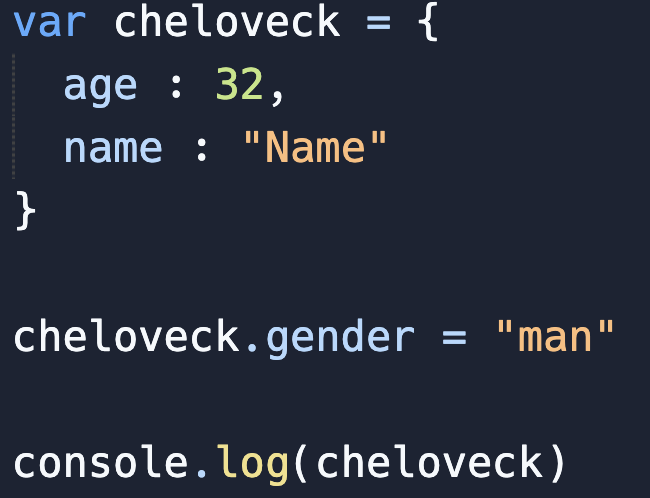 var cheloveck = {
  age : 32,
  name : "Name"
}
cheloveck.gender = "man"
console.log(cheloveck)